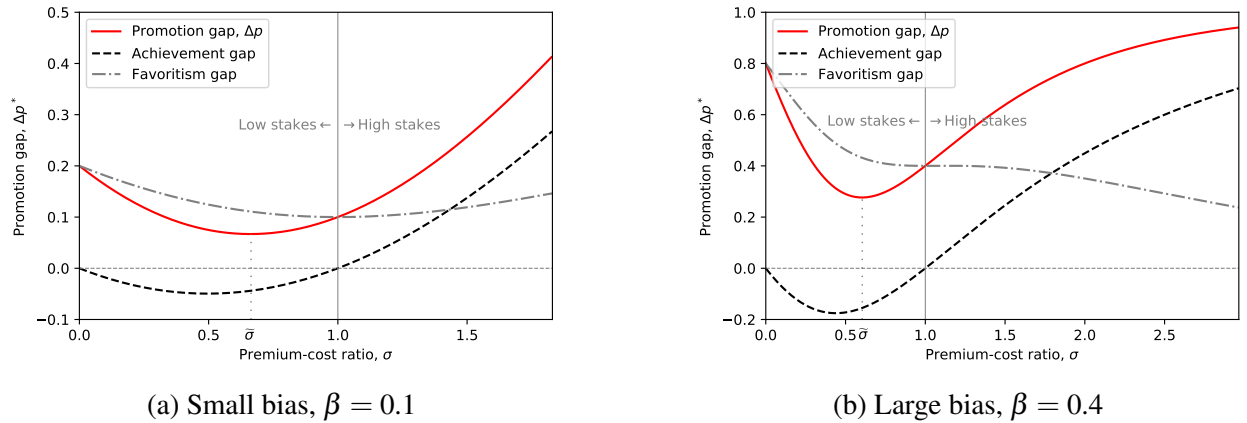 0.5
0.4
0.3
0.2
0.1
0.0
−0.1
Promotion gap, Δp*
Promotion gap, Δp
Achievement gap
Favoritism gap
Low stakes ← → High stakes
0.0 0.5 σ̃ 1.0 1.5
Premium-cost ratio, σ
(a) Small bias, β = 0.1
1.0
0.8
0.6
0.4
0.2
0.0
−0.2
Promotion gap, Δp*
Promotion gap, Δp
Achievement gap
Favoritism gap
Low stakes ← → High stakes
0.0 0.5 σ̃ 1.0 1.5 2.0 2.5
Premium-cost ratio, σ
(b) Large bias, β = 0.4